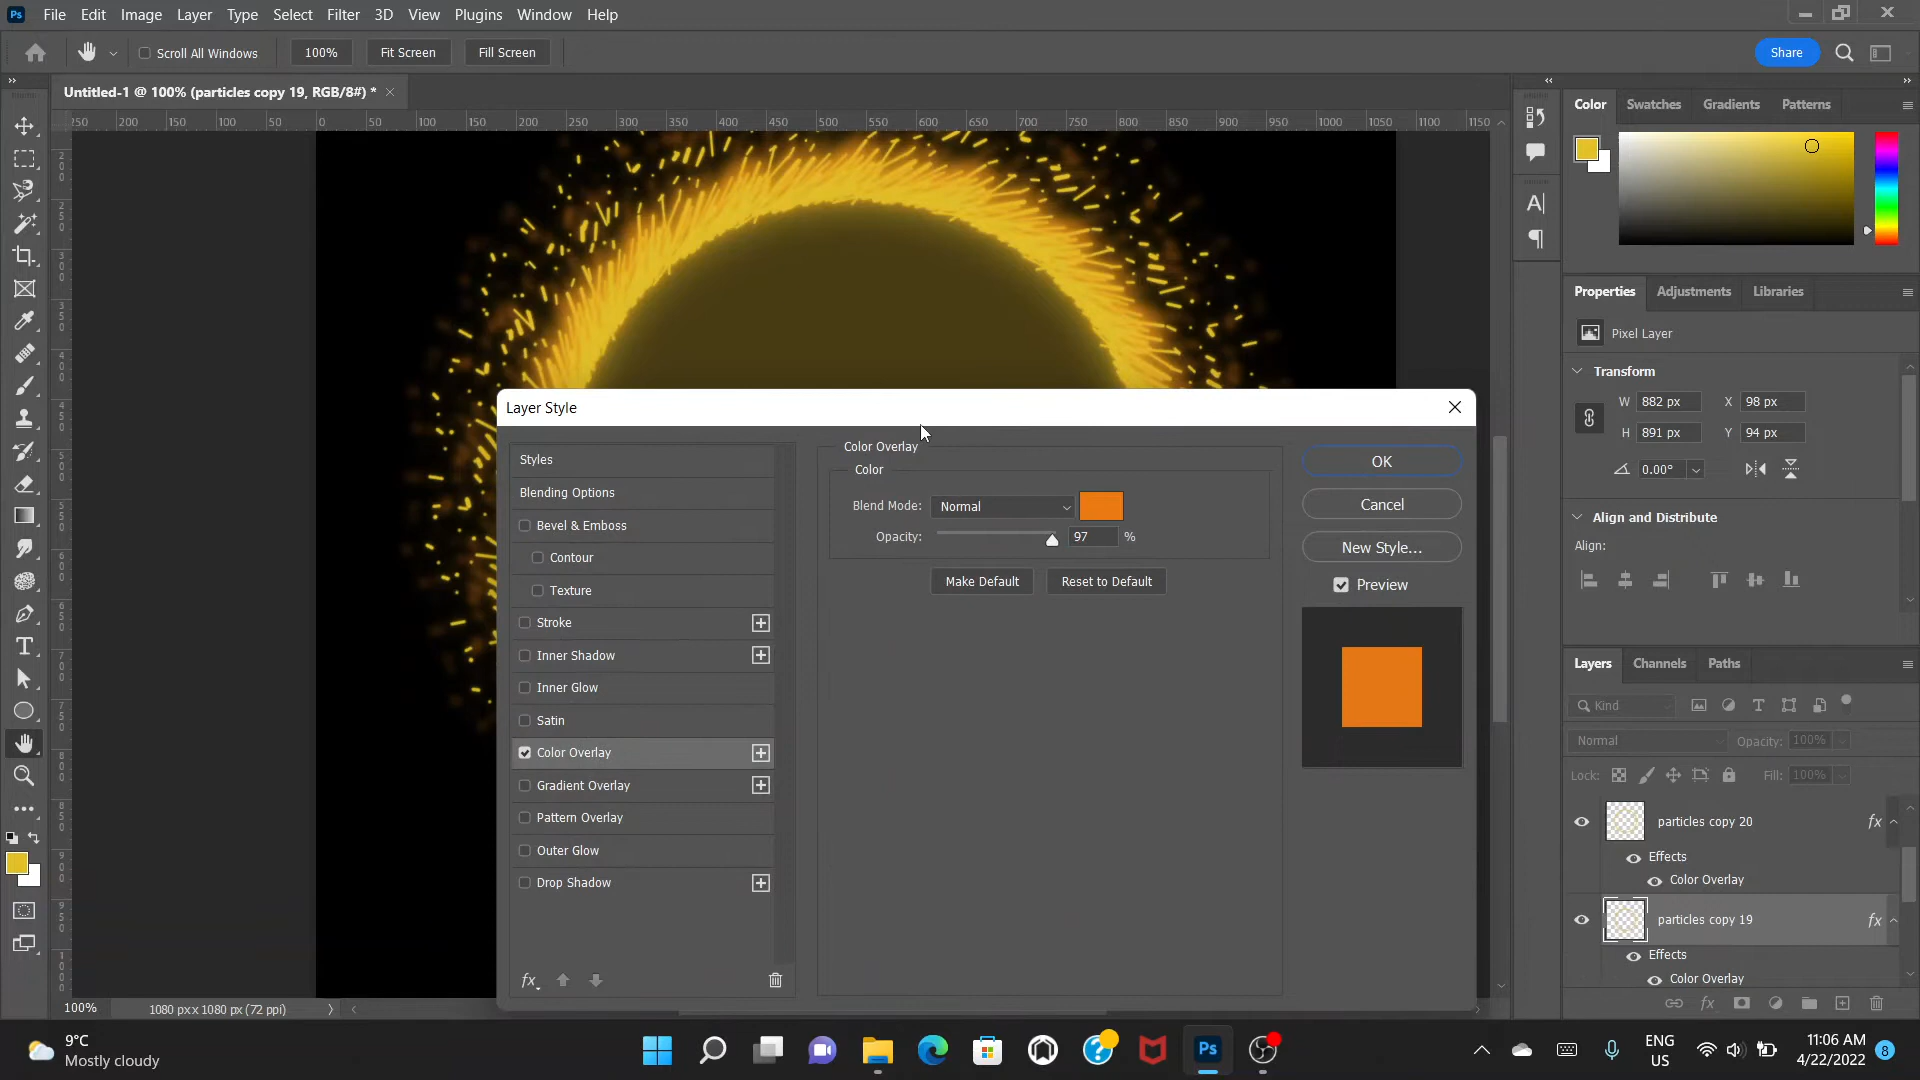 Ps File Edit Image Layer Type Select Filter 3D View Plugins Window Help
Scroll All Windows 100% Fit Screen Fill Screen Share
Untitled-1 @ 100% (particles copy 19, RGB/8#) *
250 200 150 100 50 0 50 100 150 200 250 300 350 400 450 500 550 600 650 700 750 800 850 900 950 1000 1050 1100 1150
Color Swatches Gradients Patterns
Properties Adjustments Libraries
Pixel Layer
Transform
W 882 px X 98 px
H 891 px Y 94 px
0.00°
Align and Distribute
Align:
Layer Style
Styles
Blending Options
Bevel & Emboss
Contour
Texture
Stroke
Inner Shadow
Inner Glow
Satin
Color Overlay
Gradient Overlay
Pattern Overlay
Outer Glow
Drop Shadow
fx
Color Overlay
Color
Blend Mode: Normal
Opacity: 97 %
Make Default Reset to Default
OK
Cancel
New Style...
Preview
Layers Channels Paths
Kind
Normal Opacity: 100%
Lock: Fill: 100%
particles copy 20 fx
Effects
Color Overlay
particles copy 19 fx
Effects
Color Overlay
fx
100% 1080 px x 1080 px (72 ppi)
9°C
Mostly cloudy
Ps
ENG
US
11:06 AM
4/22/2022
8